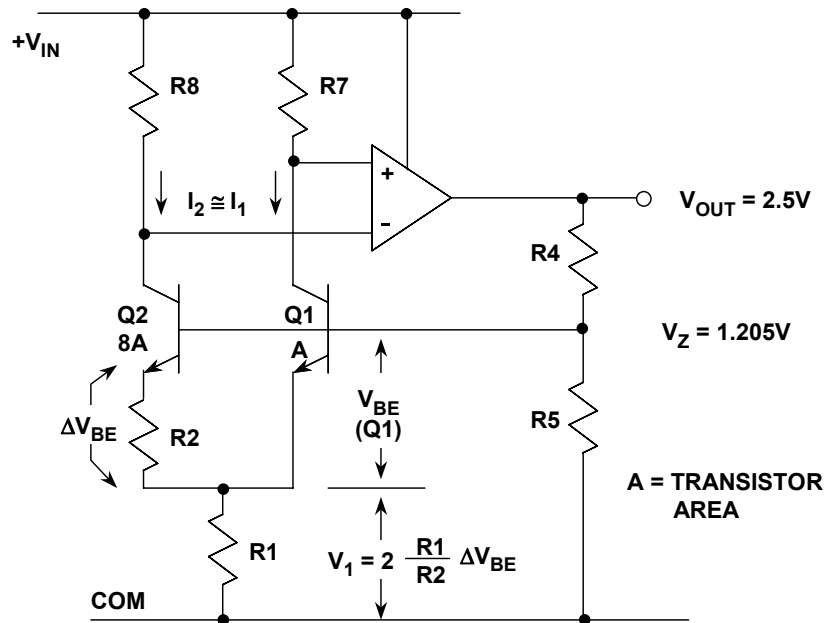 +V_IN
R8
R7
+
I_2 ≅ I_1
-
V_OUT = 2.5V
R4
Q2
8A
Q1
A
V_Z = 1.205V
ΔV_BE
R2
V_BE
(Q1)
R5
A = TRANSISTOR
AREA
R1
V_1 = 2 R1/R2 ΔV_BE
COM